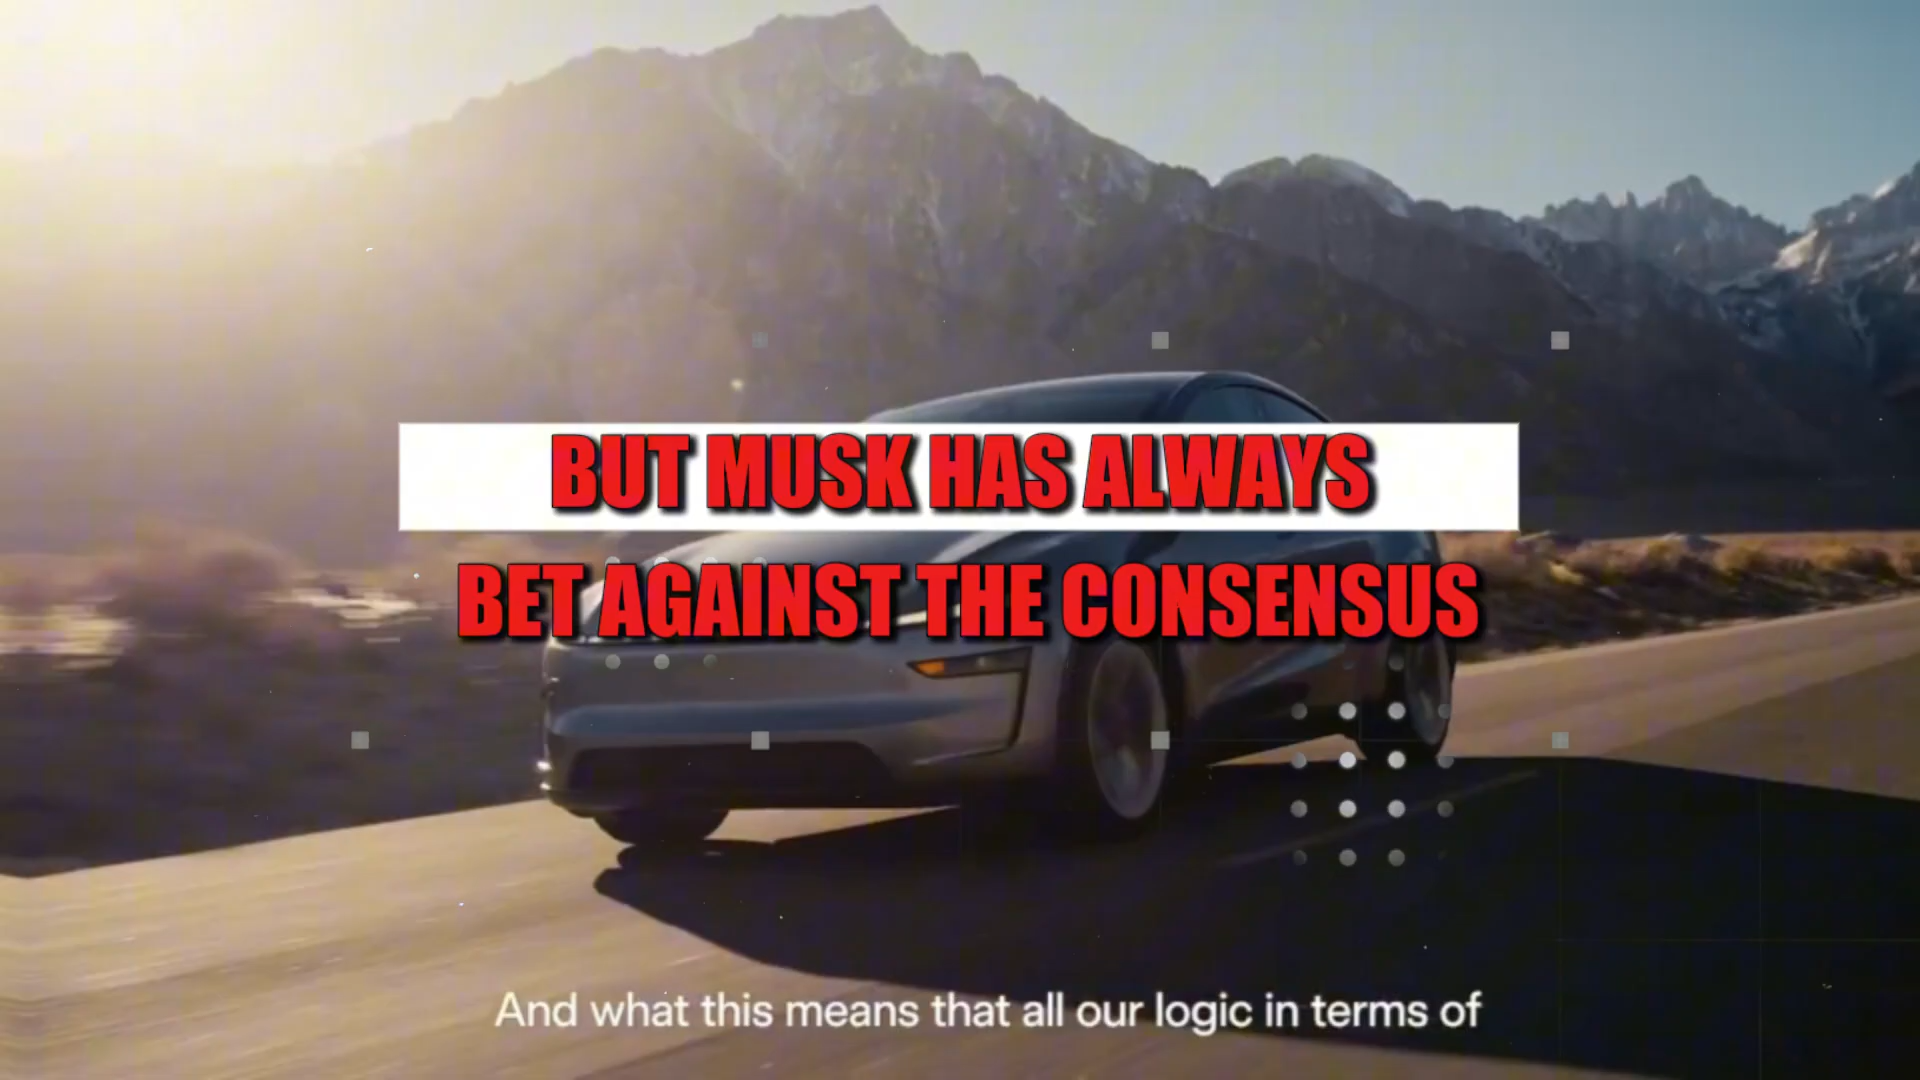 BUT MUSK HAS ALWAYS
BET AGAINST THE CONSENSUS
And what this means that all our logic in terms of